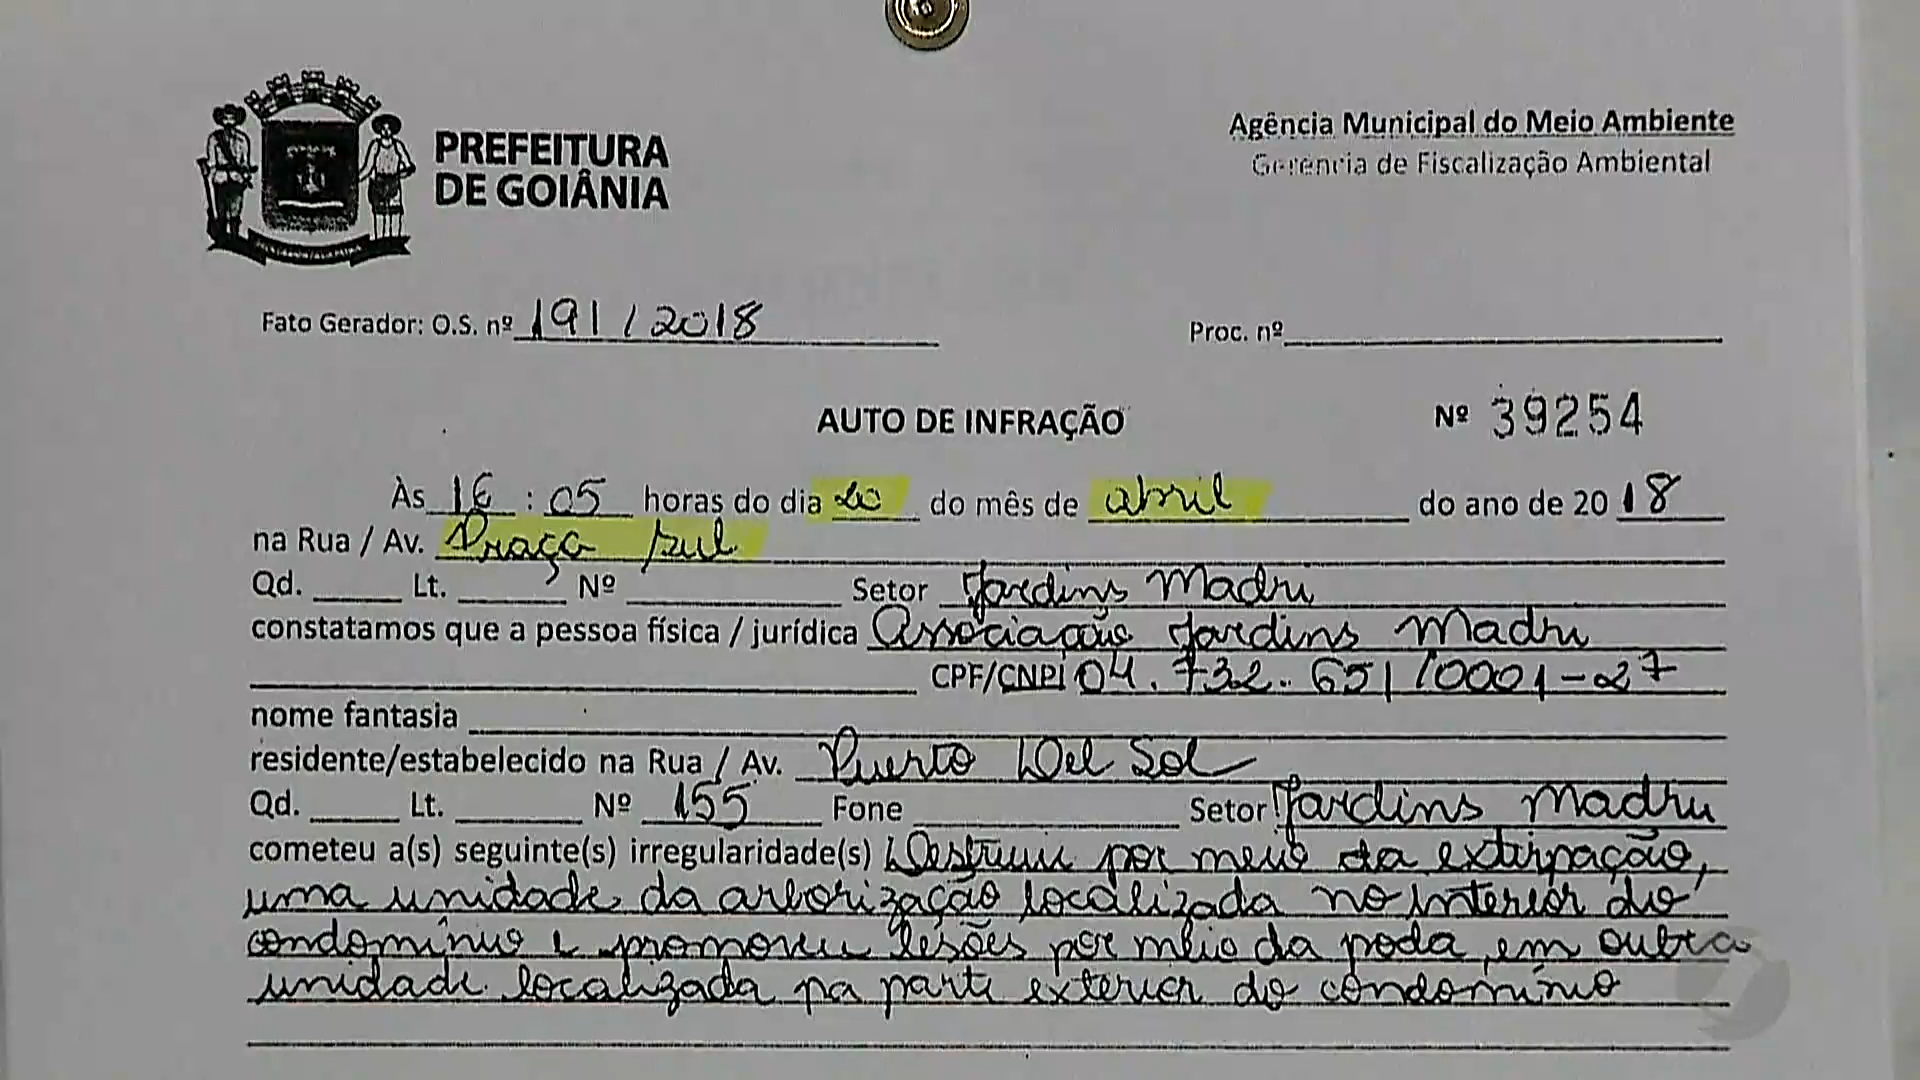 PREFEITURA
DE GOIÂNIA
Agência Municipal do Meio Ambiente
Gerência de Fiscalização Ambiental
Fato Gerador: O.S. nº 191/2018
Proc. nº
AUTO DE INFRAÇÃO Nº 39254
Às 16:05 horas do dia 20 do mês de abril do ano de 2018
na Rua / Av. Praça Sul
Qd. Lt. Nº Setor Jardins Madri
constatamos que a pessoa física / jurídica Associação Jardins Madri
CPF/CNPJ 04.732.651/0001-27
nome fantasia
residente/estabelecido na Rua / Av. Puerto Del Sol
Qd. Lt. Nº 155 Fone Setor Jardins Madri
cometeu a(s) seguinte(s) irregularidade(s) Destruiu por meio da extirpação,
uma unidade da arborização localizada no interior do
condomínio e promoveu lesões por meio da poda, em outra
unidade localizada na parte exterior do condomínio